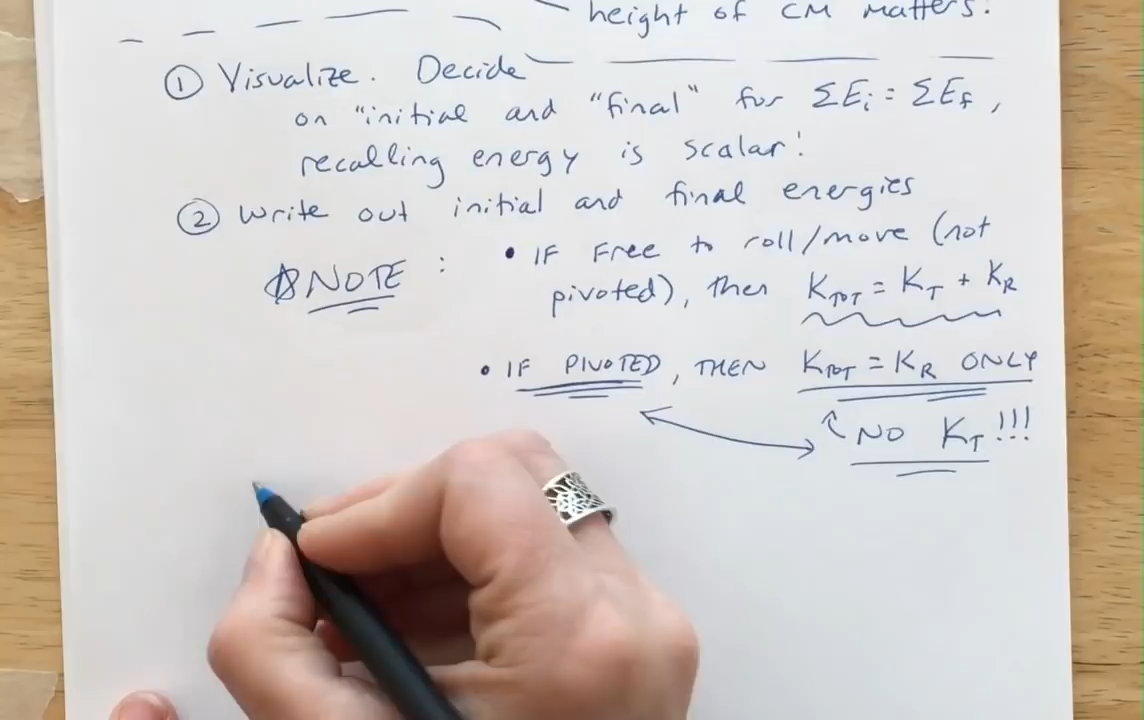 height of CM matters.
① Visualize. Decide
on "initial and "final" for ΣEi = ΣEf,
recalling energy is scalar!
② Write out initial and final energies
NOTE: • IF Free to roll/move (not
pivoted), then KTOT = KT + KR
• IF PIVOTED, THEN KTOT = KR ONLY
NO KT!!!